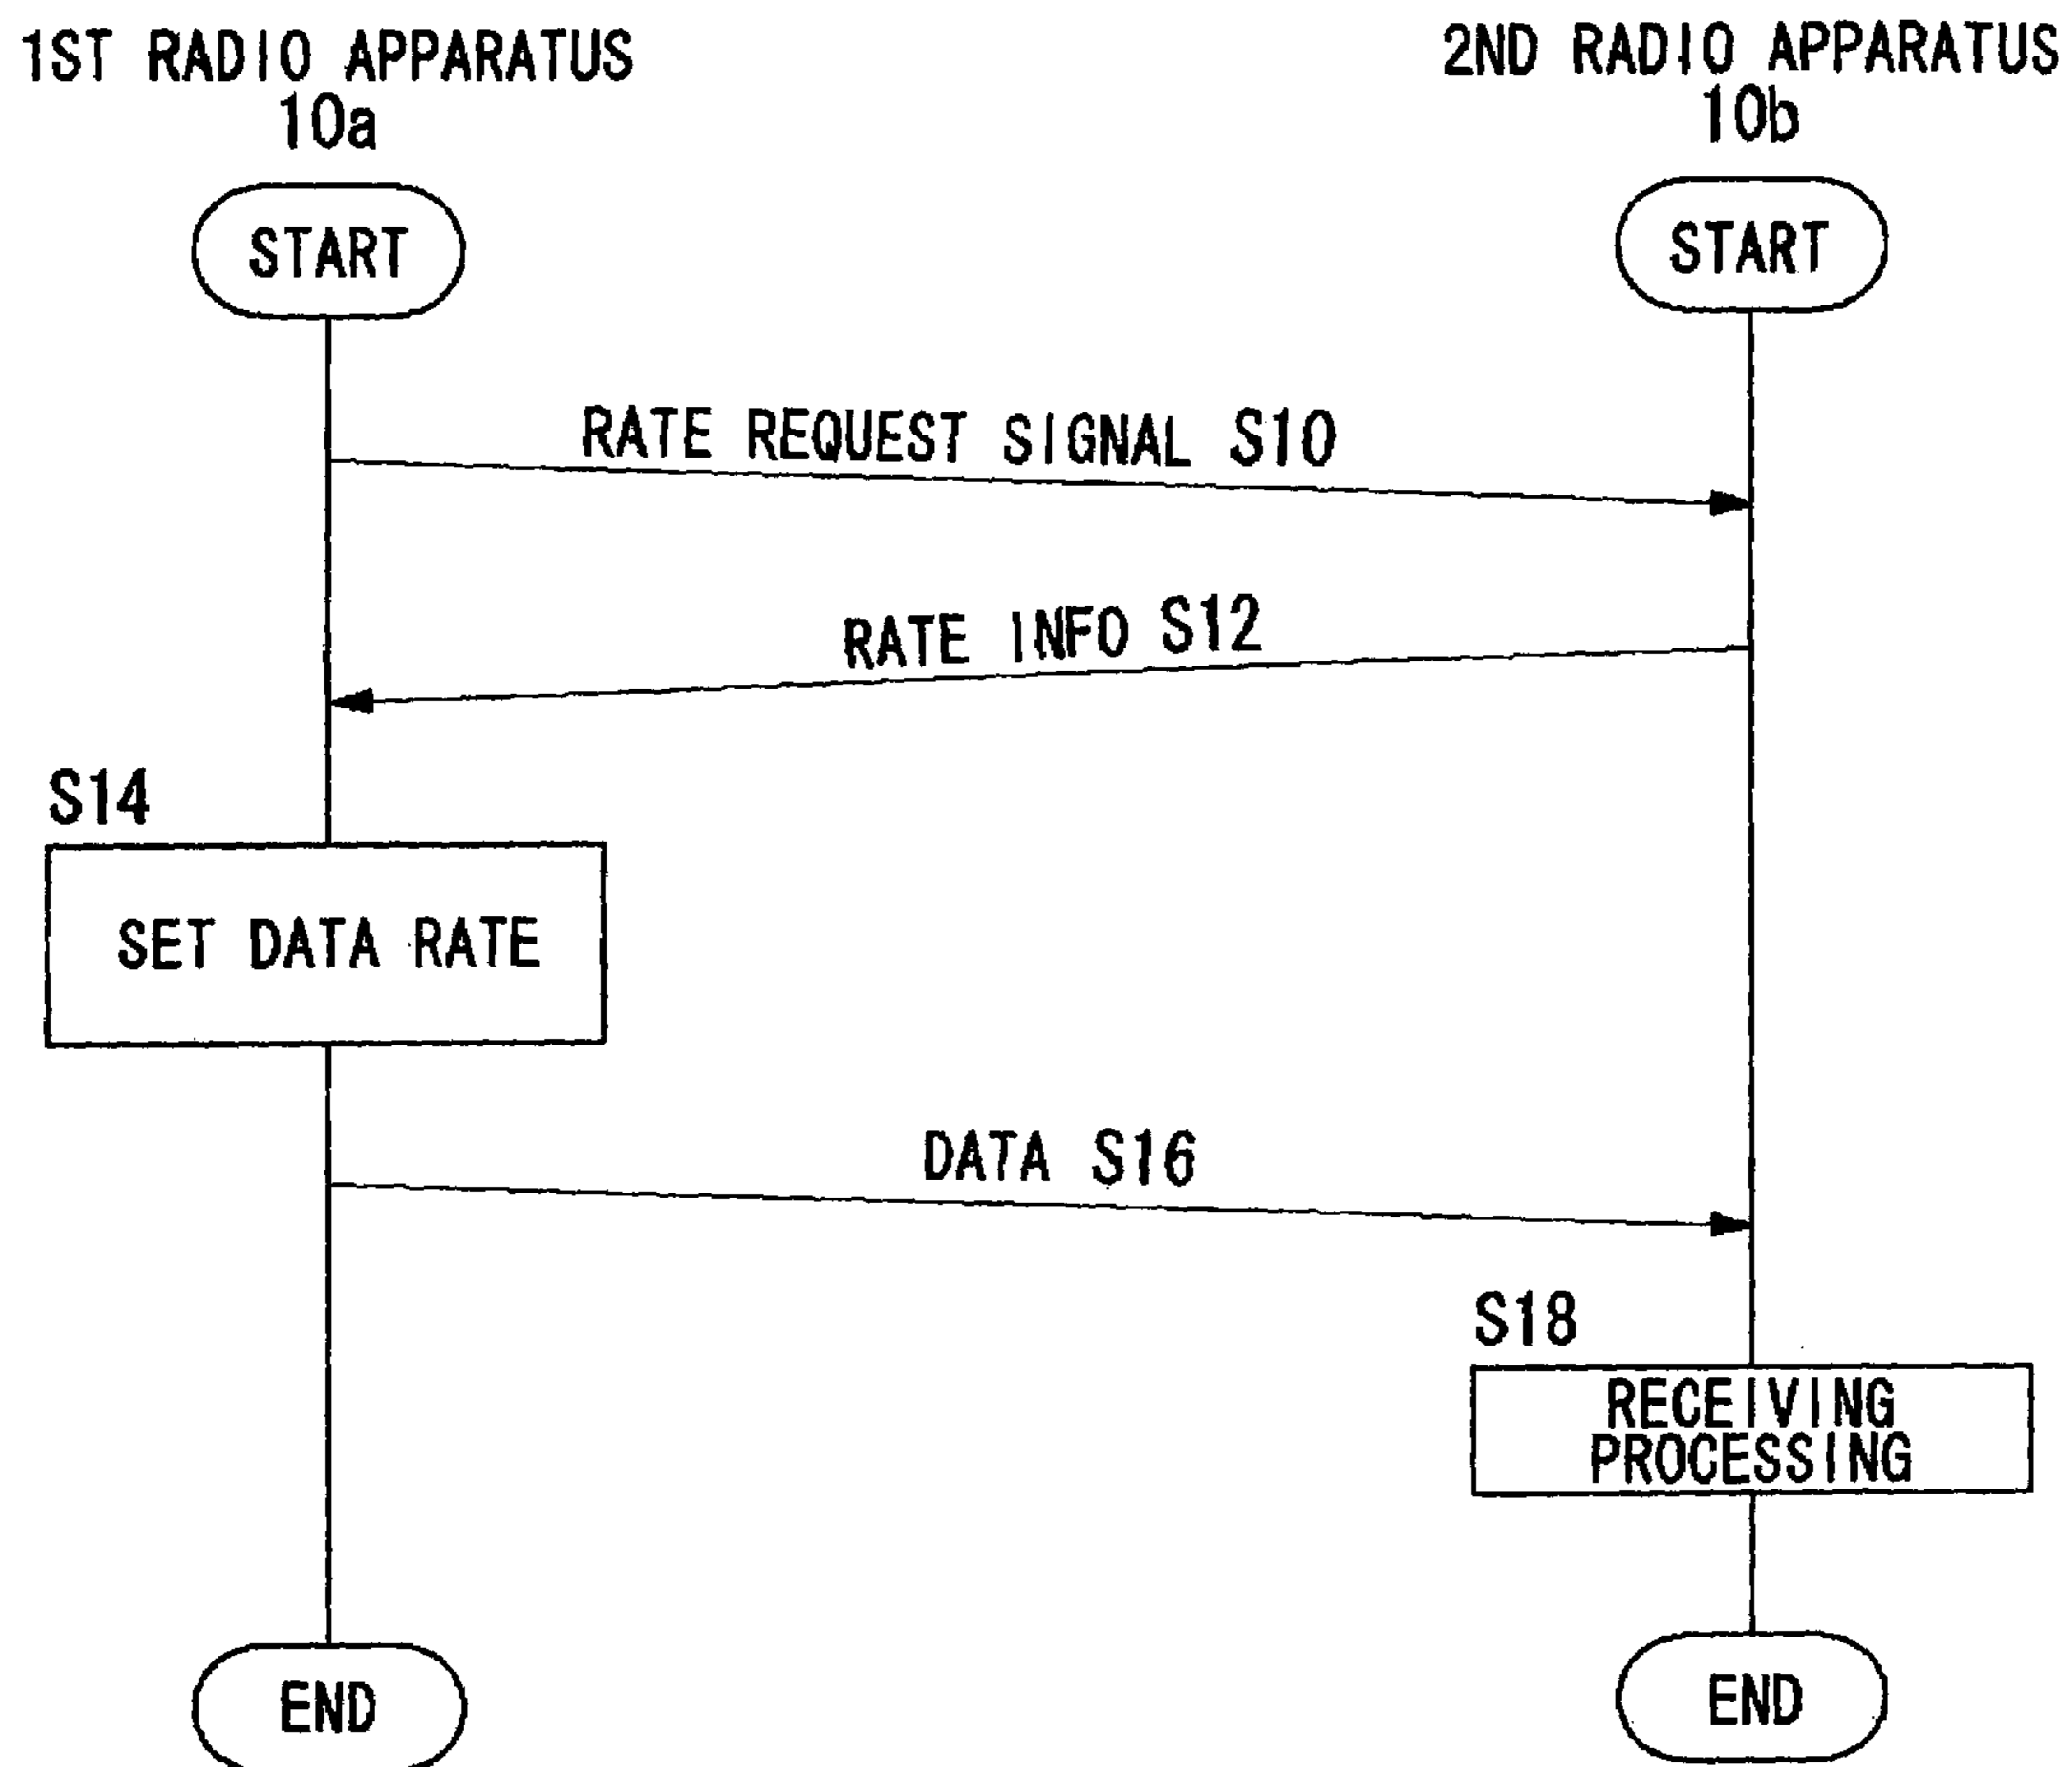 1ST RADIO APPARATUS
10a
2ND RADIO APPARATUS
10b
START
START
RATE REQUEST SIGNAL S10
RATE INFO S12
S14
SET DATA RATE
DATA S16
S18
RECEIVING
PROCESSING
END
END